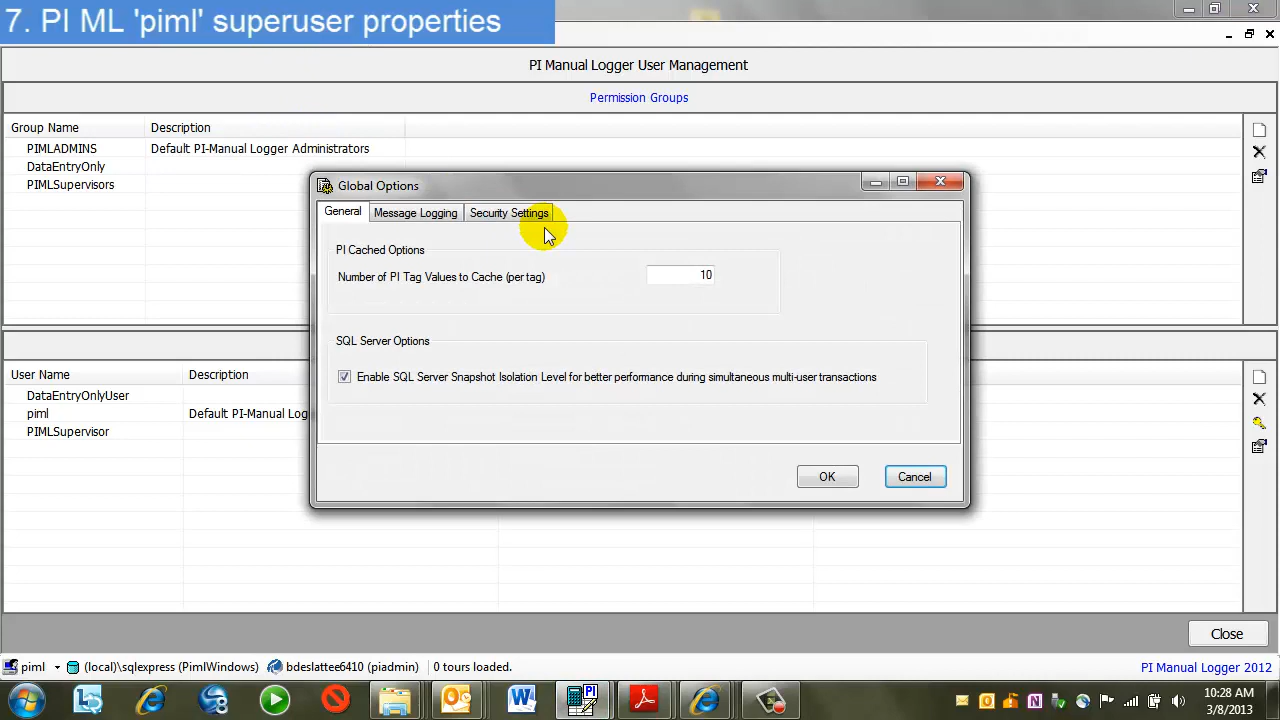 7. PI ML 'piml' superuser properties
PI Manual Logger User Management
Permission Groups
Group Name Description
PIMLADMINS Default PI-Manual Logger Administrators
DataEntryOnly
PIMLSupervisors
Global Options
General Message Logging Security Settings
PI Cached Options
Number of PI Tag Values to Cache (per tag) 10
SQL Server Options
Enable SQL Server Snapshot Isolation Level for better performance during simultaneous multi-user transactions
OK Cancel
User Name Description
DataEntryOnlyUser
piml Default PI-Manual Log
PIMLSupervisor
Close
piml (local)\sqlexpress (PimlWindows) bdeslattee6410 (piadmin) 0 tours loaded. PI Manual Logger 2012
10:28 AM
3/8/2013